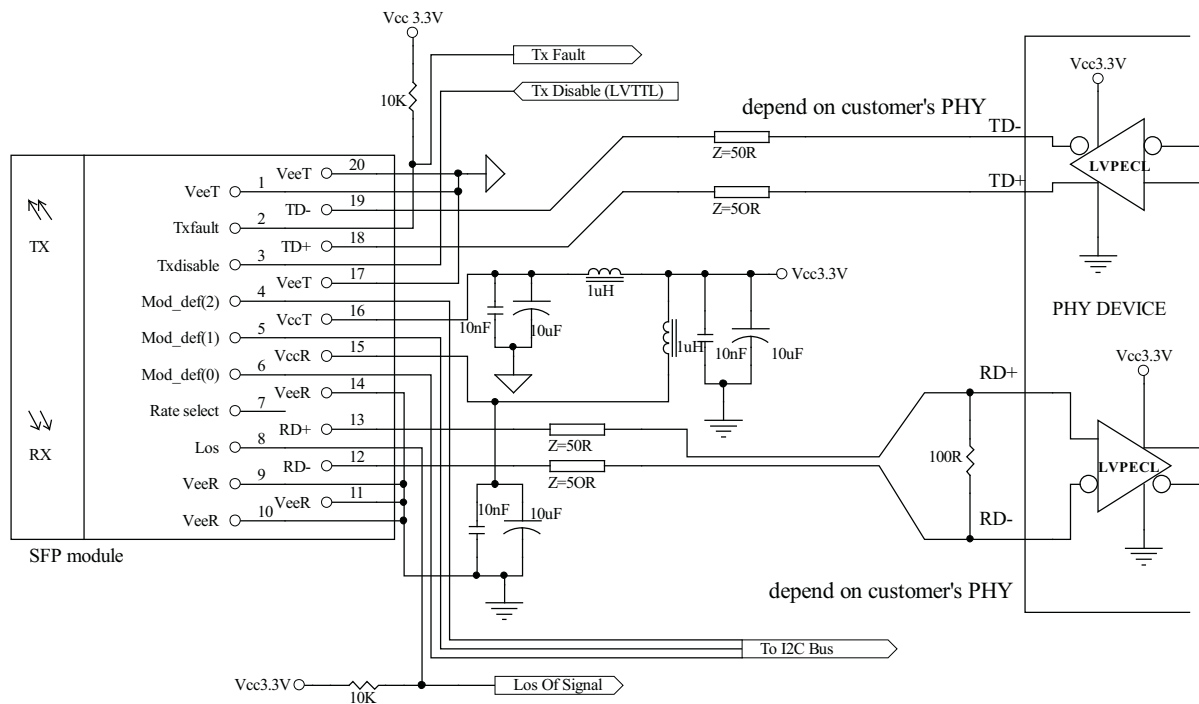 Vcc 3.3V
Tx Fault
Vcc3.3V
10K
Tx Disable (LVTTL)
depend on customer's PHY
TD-
Z=50R
LVPECL
TD+
Z=5OR
20
VeeT
1
VeeT
19
TD-
2
Txfault
18
TD+
3
Txdisable
17
VeeT
4
Mod_def(2)
16
VccT
5
Mod_def(1)
15
VccR
6
Mod_def(0)
14
VeeR
7
Rate select
13
RD+
8
Los
12
RD-
9
VeeR
11
VeeR
10
VeeR
TX
RX
SFP module
1uH
Vcc3.3V
10nF
10uF
1uH
10nF
10uF
PHY DEVICE
Vcc3.3V
RD+
Z=50R
Z=5OR
100R
LVPECL
RD-
10nF
10uF
depend on customer's PHY
To I2C Bus
Vcc3.3V
10K
Los Of Signal